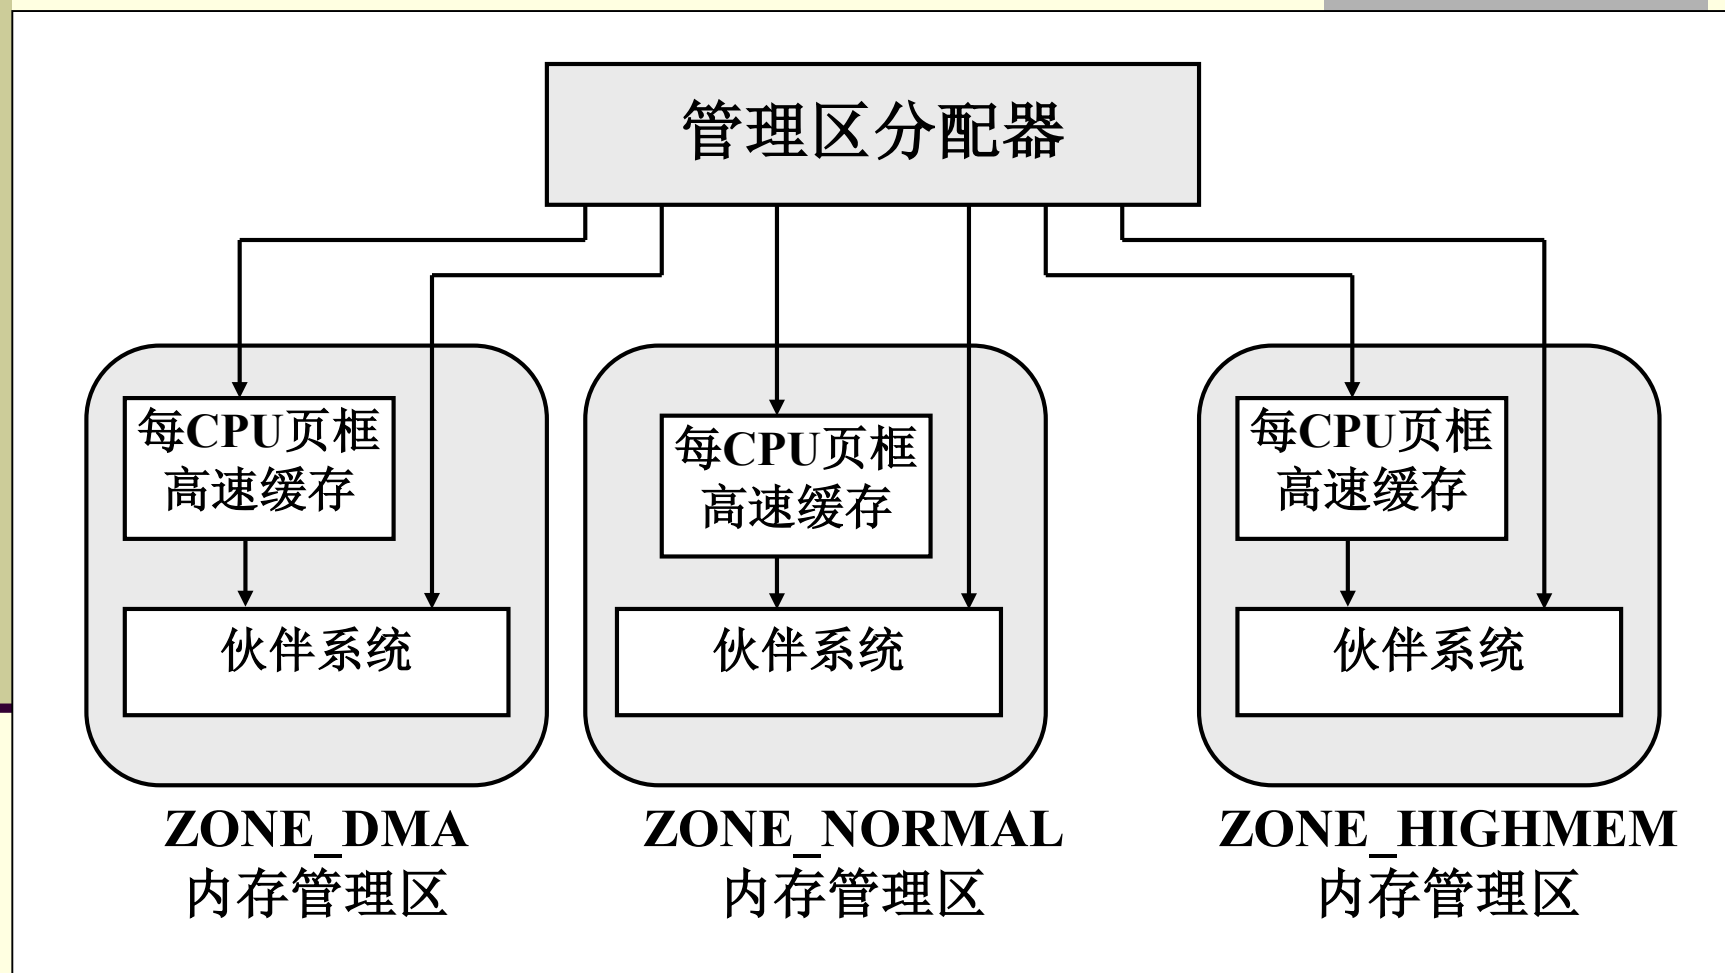 管理区分配器
每CPU页框
高速缓存
伙伴系统
每CPU页框
高速缓存
伙伴系统
每CPU页框
高速缓存
伙伴系统
ZONE_DMA
内存管理区
ZONE_NORMAL
内存管理区
ZONE_HIGHMEM
内存管理区